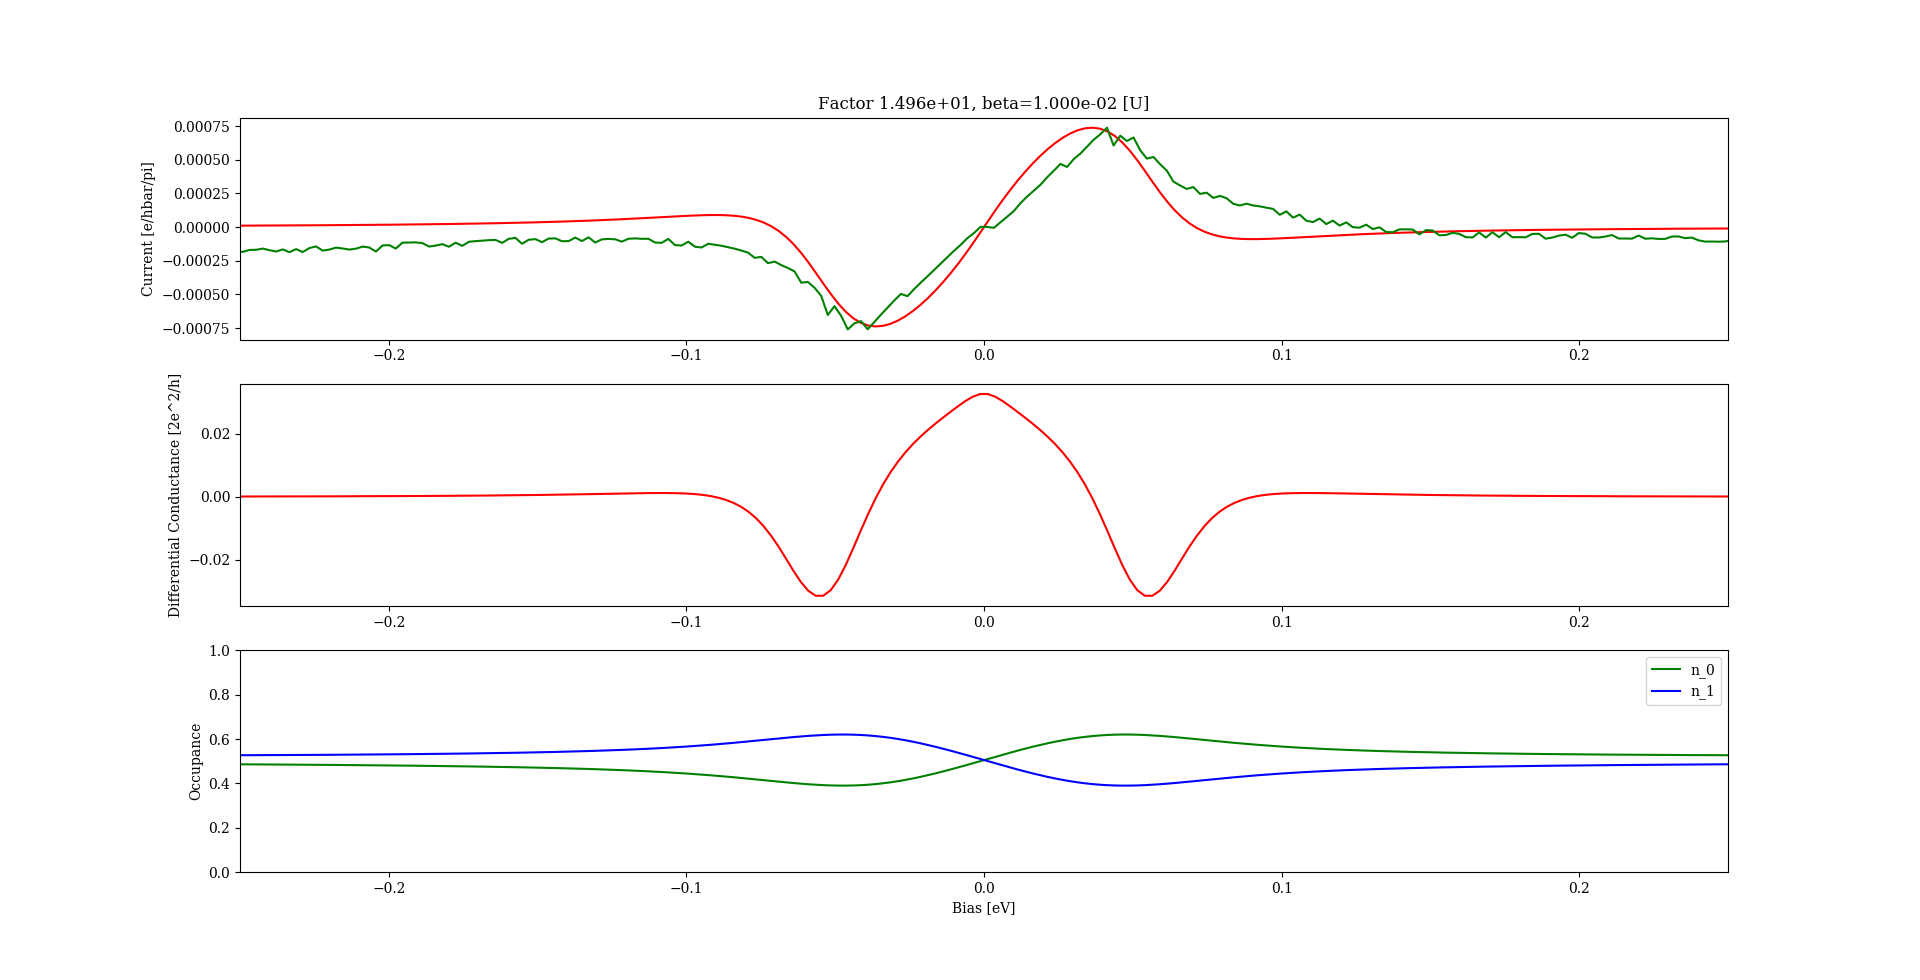 Factor 1.496e+01, beta=1.000e-02 [U]
Current [e/hbar/pi]
0.00075
0.00050
0.00025
0.00000
−0.00025
−0.00050
−0.00075
−0.2 −0.1 0.0 0.1 0.2
Differential Conductance [2e^2/h]
0.02
0.00
−0.02
−0.2 −0.1 0.0 0.1 0.2
Occupance
1.0
0.8
0.6
0.4
0.2
0.0
n_0
n_1
−0.2 −0.1 0.0 0.1 0.2
Bias [eV]